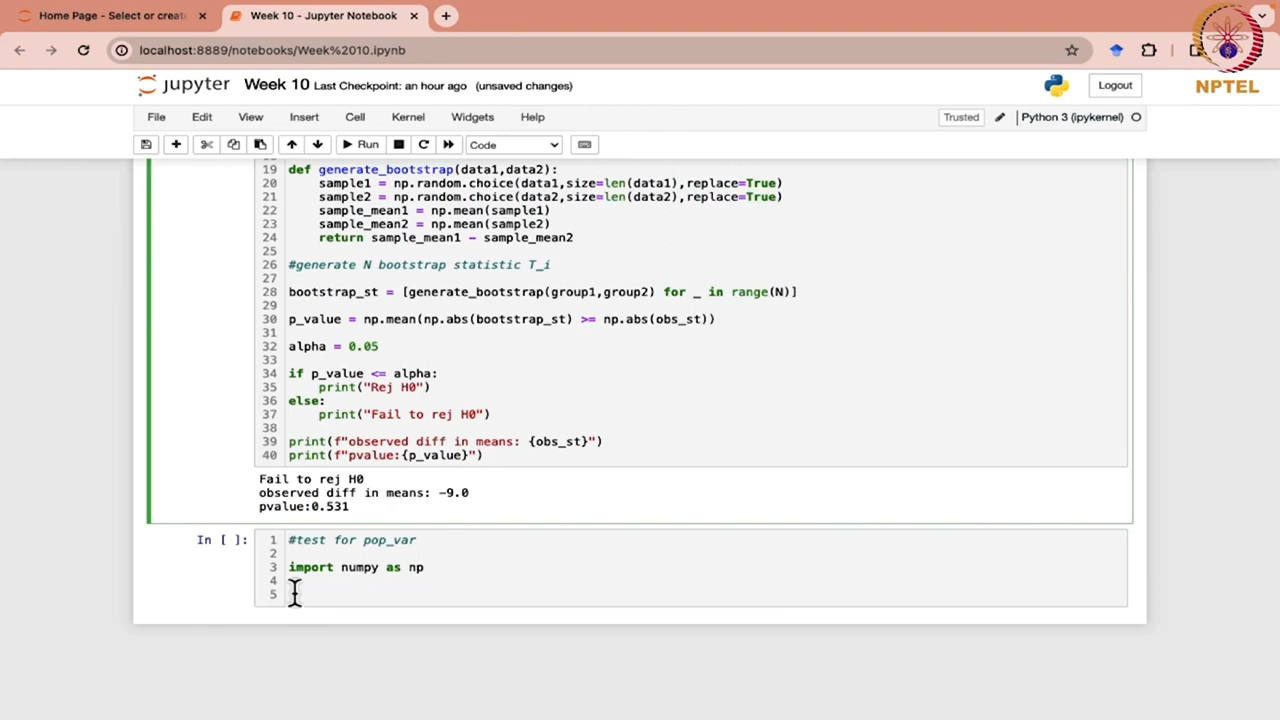 Home Page - Select or create
Week 10 - Jupyter Notebook
localhost:8889/notebooks/Week%2010.ipynb
NPTEL
jupyter Week 10 Last Checkpoint: an hour ago (unsaved changes)
Logout
File Edit View Insert Cell Kernel Widgets Help
Trusted
Python 3 (ipykernel)
Run
Code
19 def generate_bootstrap(data1,data2):
20 sample1 = np.random.choice(data1,size=len(data1),replace=True)
21 sample2 = np.random.choice(data2,size=len(data2),replace=True)
22 sample_mean1 = np.mean(sample1)
23 sample_mean2 = np.mean(sample2)
24 return sample_mean1 - sample_mean2
25
26 #generate N bootstrap statistic T_i
27
28 bootstrap_st = [generate_bootstrap(group1,group2) for _ in range(N)]
29
30 p_value = np.mean(np.abs(bootstrap_st) >= np.abs(obs_st))
31
32 alpha = 0.05
33
34 if p_value <= alpha:
35 print("Rej H0")
36 else:
37 print("Fail to rej H0")
38
39 print(f"observed diff in means: {obs_st}")
40 print(f"pvalue:{p_value}")
Fail to rej H0
observed diff in means: -9.0
pvalue:0.531
In [ ]: 1 #test for pop_var
2
3 import numpy as np
4
5